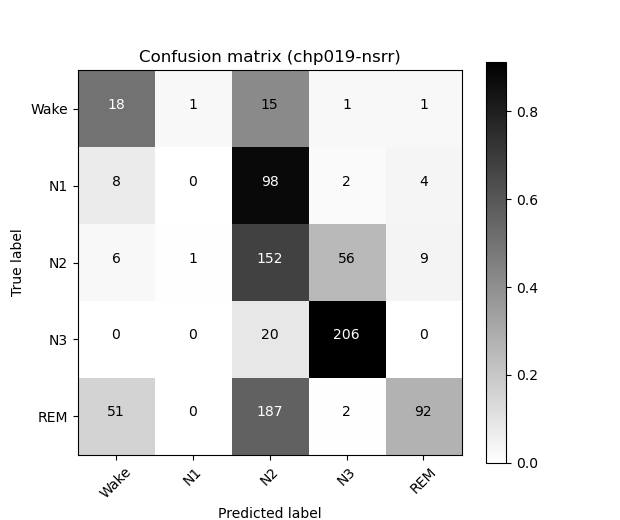 Confusion matrix (chp019-nsrr)
Wake 18 1 15 1 1
N1 8 0 98 2 4
N2 6 1 152 56 9
N3 0 0 20 206 0
REM 51 0 187 2 92
Wake N1 N2 N3 REM
True label
Predicted label
0.8
0.6
0.4
0.2
0.0